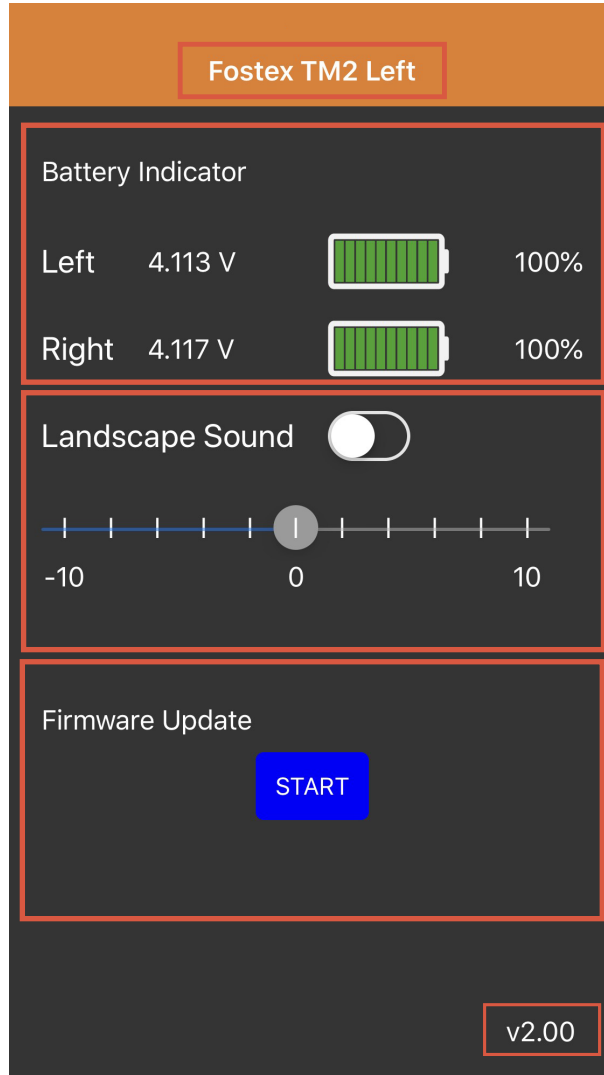 Fostex TM2 Left
Battery Indicator
Left 4.113 V 100%
Right 4.117 V 100%
Landscape Sound
-10 0 10
Firmware Update
START
v2.00